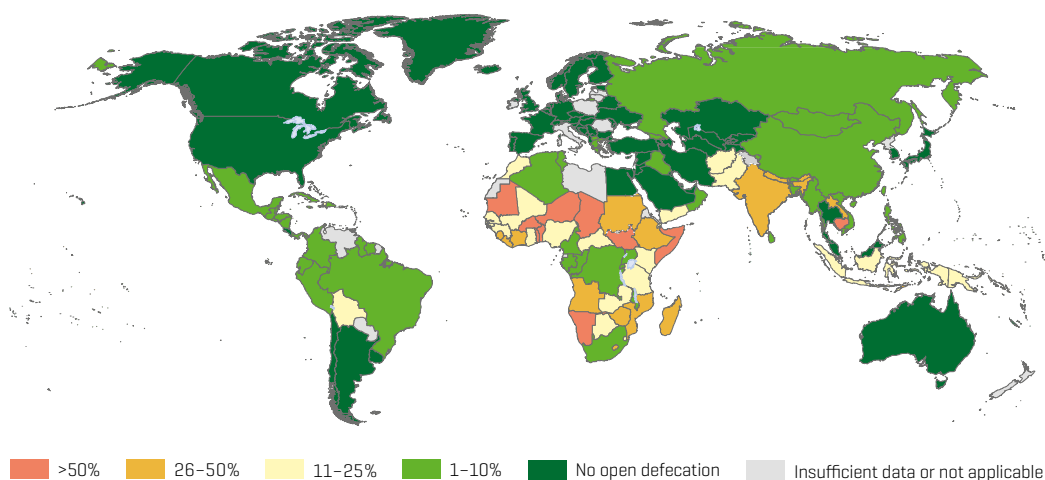 >50% 26–50% 11–25% 1–10% No open defecation Insufficient data or not applicable